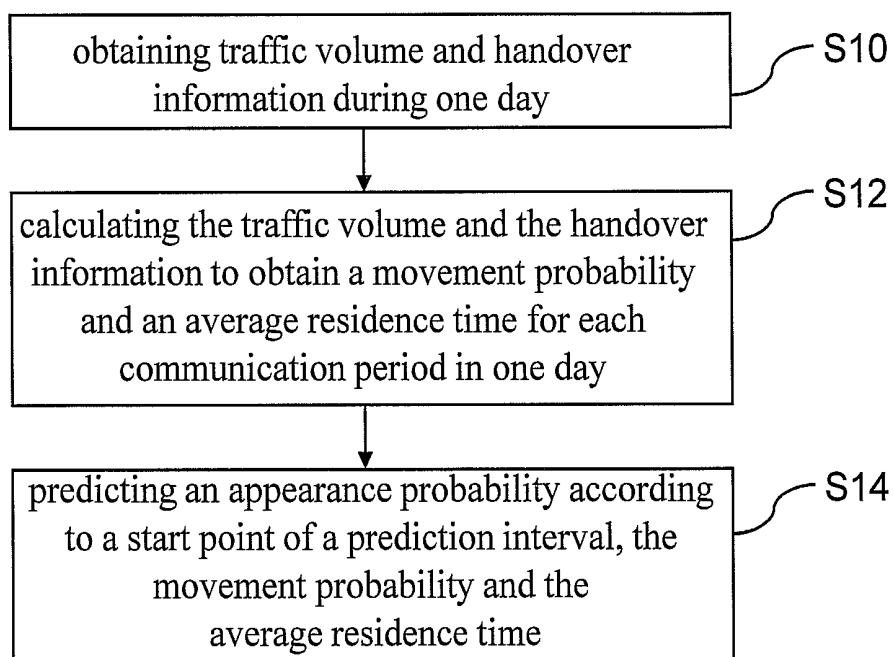 obtaining traffic volume and handover
information during one day
S10
calculating the traffic volume and the handover
information to obtain a movement probability
and an average residence time for each
communication period in one day
S12
predicting an appearance probability according
to a start point of a prediction interval, the
movement probability and the
average residence time
S14